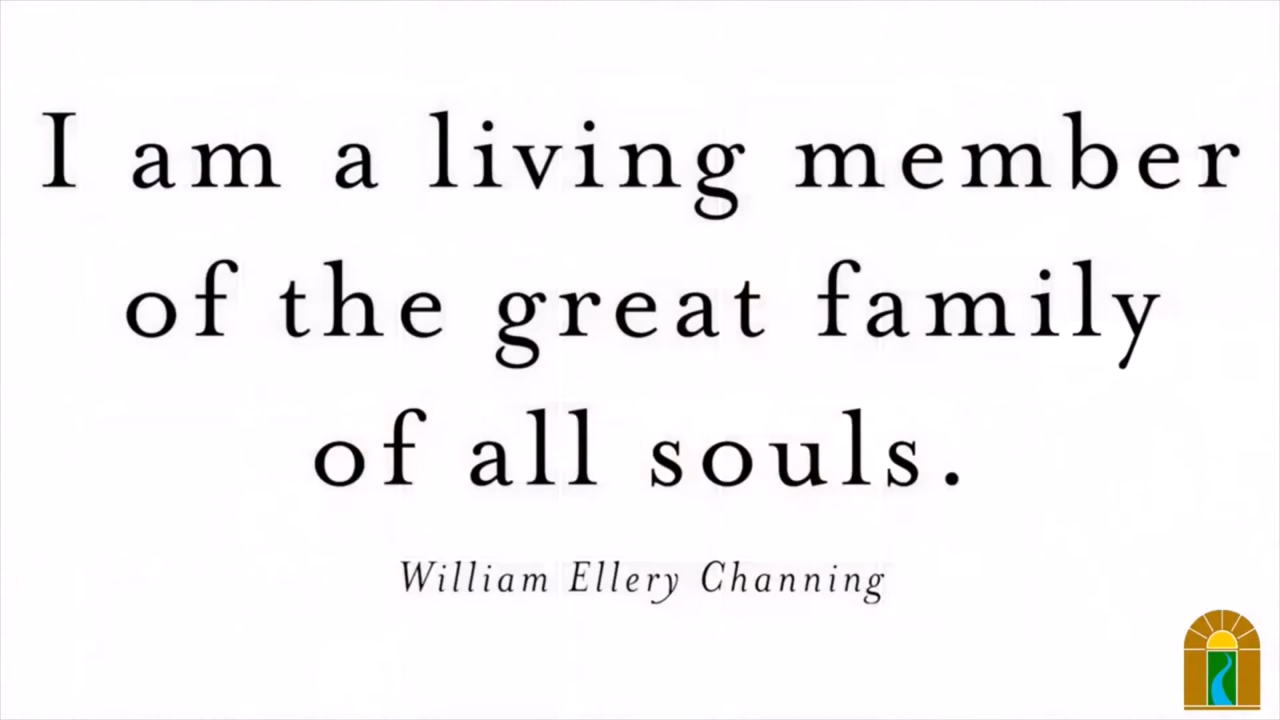 I am a living member
of the great family
of all souls.
William Ellery Channing